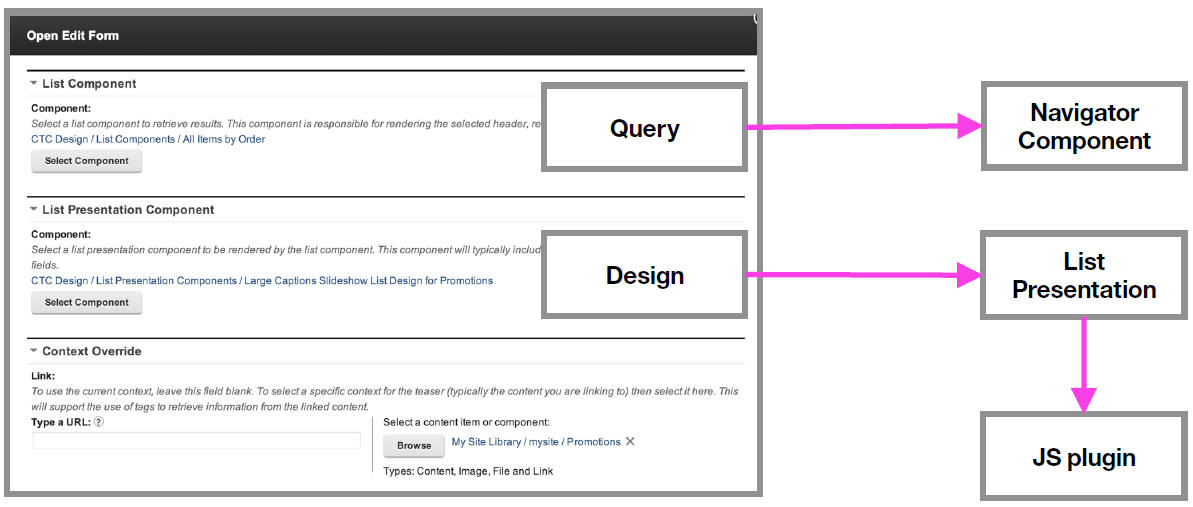 Open Edit Form
List Component
Component:
Select a list component to retrieve results. This component is responsible for rendering the selected header, re
CTC Design / List Components / All Items by Order
Select Component
Query
Navigator
Component
List Presentation Component
Component:
Select a list presentation component to be rendered by the list component. This component will typically includ
fields.
CTC Design / List Presentation Components / Large Captions Slideshow List Design for Promotions
Select Component
Design
List
Presentation
Context Override
Link:
To use the current context, leave this field blank. To select a specific context for the teaser (typically the content you are linking to) then select it here. This
will support the use of tags to retrieve information from the linked content.
Type a URL: ?
Select a content item or component:
Browse
My Site Library / mysite / Promotions ✕
Types: Content, Image, File and Link
JS plugin